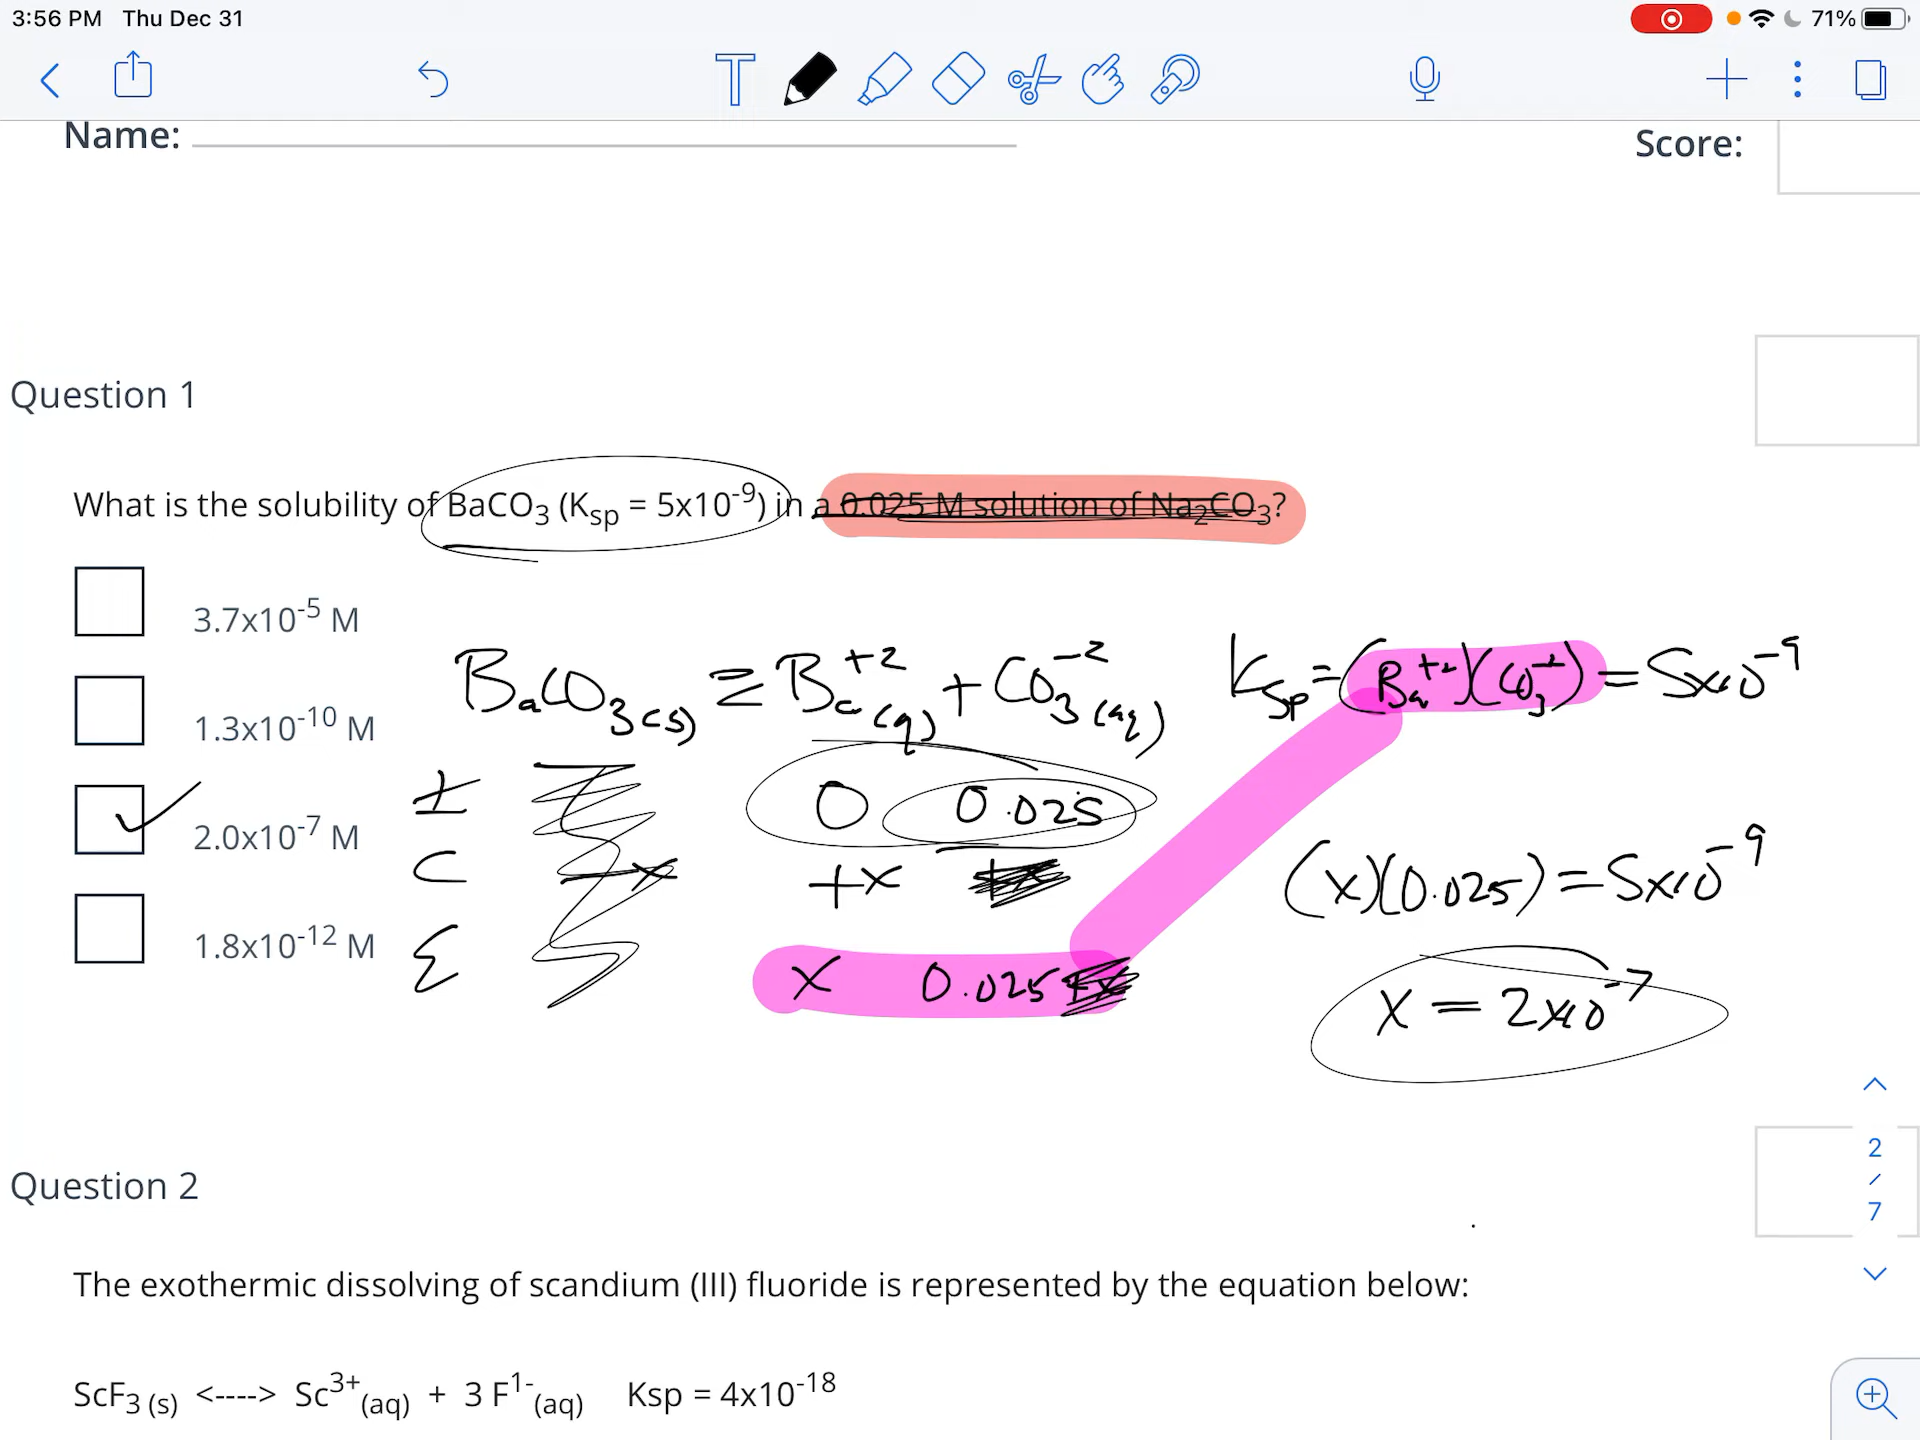 3:56 PM Thu Dec 31 71%
T
Name: Score:
Question 1
What is the solubility of BaCO₃ (Kₛₚ = 5x10⁻⁹) in a 0.025 M solution of Na₂CO₃?
3.7x10⁻⁵ M
BaCO₃(s) ⇌ Ba⁺²(aq) + CO₃⁻²(aq) Ksp = (Ba⁺²)(CO₃⁻²) = 5x10⁻⁹
1.3x10⁻¹⁰ M
I 0 0.025
2.0x10⁻⁷ M
C -x +x +x (x)(0.025) = 5x10⁻⁹
1.8x10⁻¹² M
E x 0.025+x
x = 2x10⁻⁷
2
/
7
Question 2
The exothermic dissolving of scandium (III) fluoride is represented by the equation below:
ScF₃ (s) <----> Sc³⁺(aq) + 3 F¹⁻(aq) Ksp = 4x10⁻¹⁸